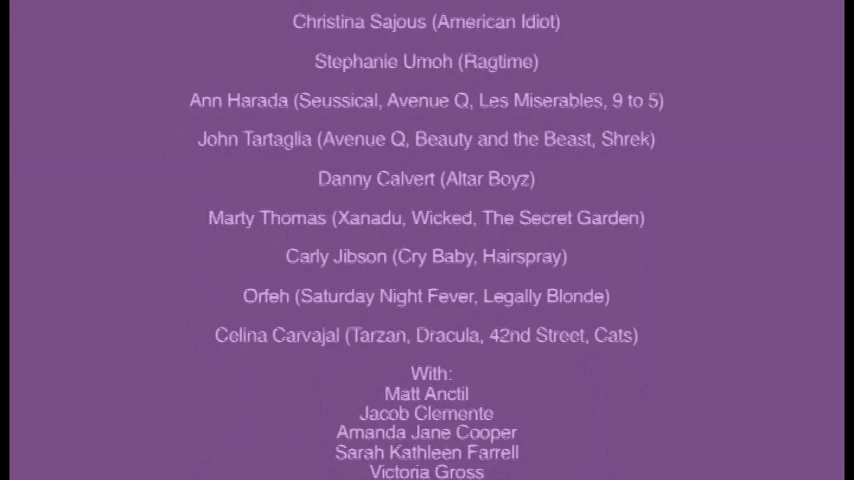 Christina Sajous (American Idiot)
Stephanie Umoh (Ragtime)
Ann Harada (Seussical, Avenue Q, Les Miserables, 9 to 5)
John Tartaglia (Avenue Q, Beauty and the Beast, Shrek)
Danny Calvert (Altar Boyz)
Marty Thomas (Xanadu, Wicked, The Secret Garden)
Carly Jibson (Cry Baby, Hairspray)
Orfeh (Saturday Night Fever, Legally Blonde)
Celina Carvajal (Tarzan, Dracula, 42nd Street, Cats)
With:
Matt Anctil
Jacob Clemente
Amanda Jane Cooper
Sarah Kathleen Farrell
Victoria Gross